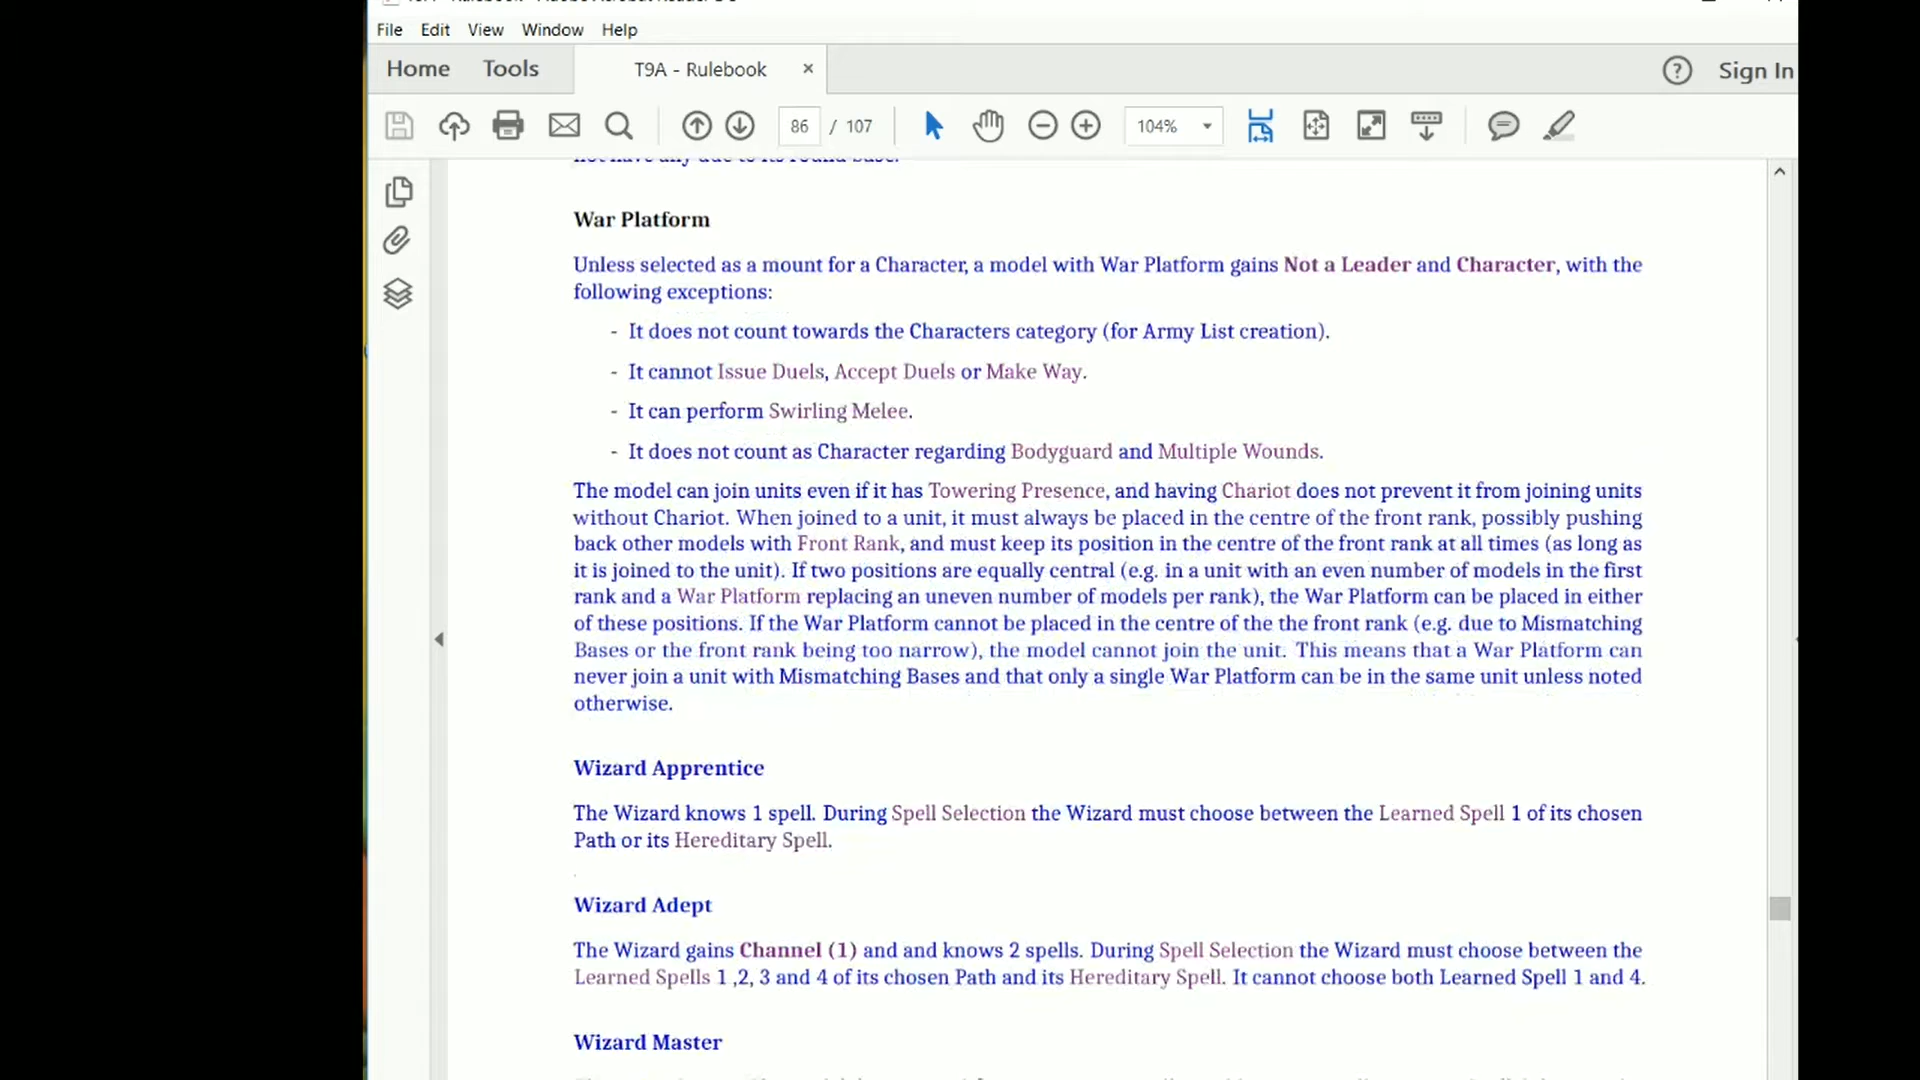 File Edit View Window Help
Home Tools T9A - Rulebook × ? Sign In
86 / 107 104%
not have any due to its round base.
War Platform
Unless selected as a mount for a Character, a model with War Platform gains Not a Leader and Character, with the
following exceptions:
- It does not count towards the Characters category (for Army List creation).
- It cannot Issue Duels, Accept Duels or Make Way.
- It can perform Swirling Melee.
- It does not count as Character regarding Bodyguard and Multiple Wounds.
The model can join units even if it has Towering Presence, and having Chariot does not prevent it from joining units
without Chariot. When joined to a unit, it must always be placed in the centre of the front rank, possibly pushing
back other models with Front Rank, and must keep its position in the centre of the front rank at all times (as long as
it is joined to the unit). If two positions are equally central (e.g. in a unit with an even number of models in the first
rank and a War Platform replacing an uneven number of models per rank), the War Platform can be placed in either
of these positions. If the War Platform cannot be placed in the centre of the the front rank (e.g. due to Mismatching
Bases or the front rank being too narrow), the model cannot join the unit. This means that a War Platform can
never join a unit with Mismatching Bases and that only a single War Platform can be in the same unit unless noted
otherwise.
Wizard Apprentice
The Wizard knows 1 spell. During Spell Selection the Wizard must choose between the Learned Spell 1 of its chosen
Path or its Hereditary Spell.
Wizard Adept
The Wizard gains Channel (1) and and knows 2 spells. During Spell Selection the Wizard must choose between the
Learned Spells 1 ,2, 3 and 4 of its chosen Path and its Hereditary Spell. It cannot choose both Learned Spell 1 and 4.
Wizard Master